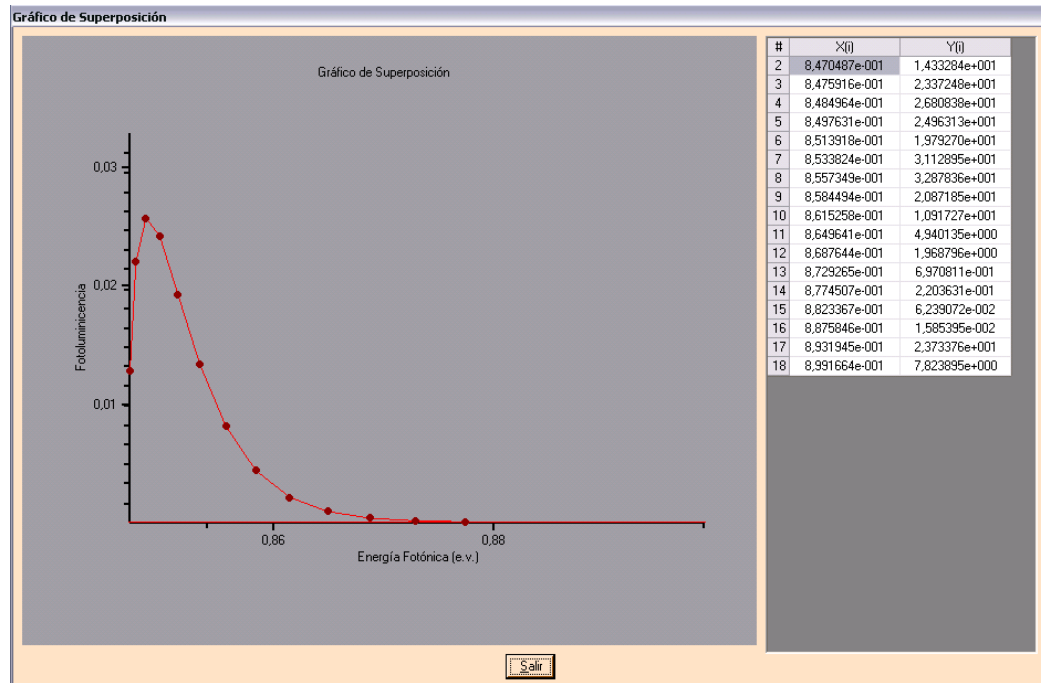 Gráfico de Superposición
Gráfico de Superposición
0,03
0,02
0,01
Fotoluminicencia
0,86 0,88
Energía Fotónica (e.v.)
# X(i) Y(i)
2 8,470487e-001 1,433284e+001
3 8,475916e-001 2,337248e+001
4 8,484964e-001 2,680838e+001
5 8,497631e-001 2,496313e+001
6 8,513918e-001 1,979270e+001
7 8,533824e-001 3,112895e+001
8 8,557349e-001 3,287836e+001
9 8,584494e-001 2,087185e+001
10 8,615258e-001 1,091727e+001
11 8,649641e-001 4,940135e+000
12 8,687644e-001 1,968796e+000
13 8,729265e-001 6,970811e-001
14 8,774507e-001 2,203631e-001
15 8,823367e-001 6,239072e-002
16 8,875846e-001 1,585395e-002
17 8,931945e-001 2,373376e+001
18 8,991664e-001 7,823895e+000
Salir